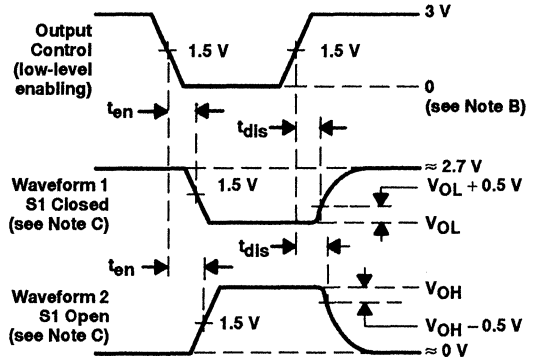 Output
Control
(low-level
enabling)
1.5 V
1.5 V
3 V
0
(see Note B)
ten
tdis
Waveform 1
S1 Closed
(see Note C)
1.5 V
≈ 2.7 V
VOL + 0.5 V
VOL
ten
tdis
Waveform 2
S1 Open
(see Note C)
1.5 V
VOH
VOH – 0.5 V
≈ 0 V